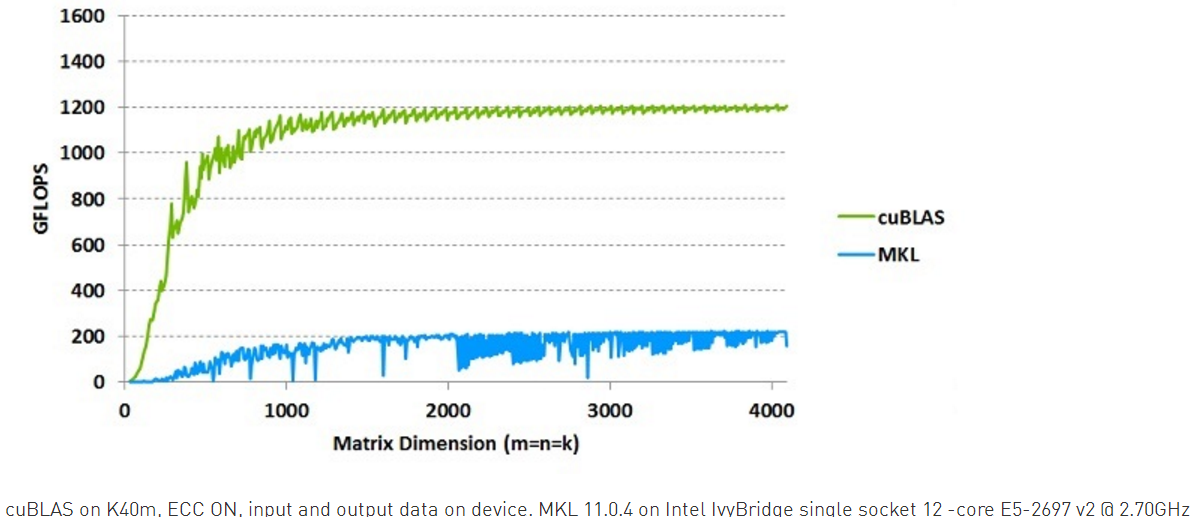 1600
1400
1200
1000
800
600
400
200
0
GFLOPS
0 1000 2000 3000 4000
Matrix Dimension (m=n=k)
cuBLAS
MKL
cuBLAS on K40m, ECC ON, input and output data on device. MKL 11.0.4 on Intel IvyBridge single socket 12 -core E5-2697 v2 @ 2.70GHz